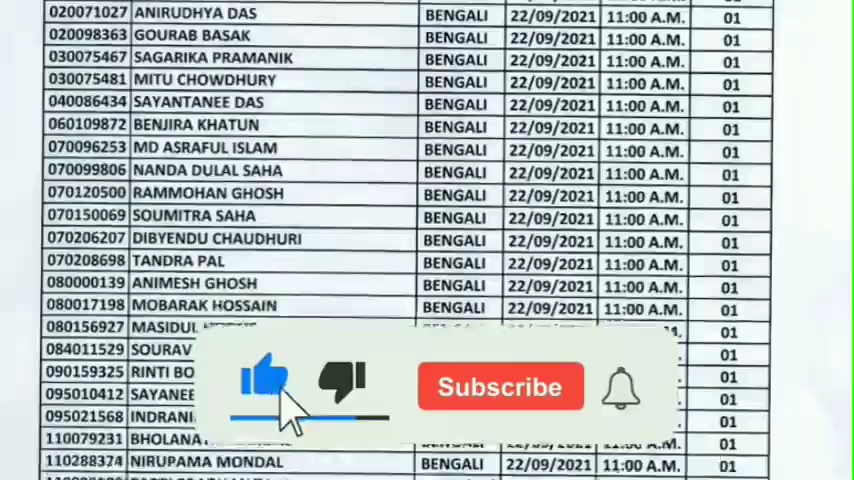 020071027 ANIRUDHYA DAS BENGALI 22/09/2021 11:00 A.M. 01
020098363 GOURAB BASAK BENGALI 22/09/2021 11:00 A.M. 01
030075467 SAGARIKA PRAMANIK BENGALI 22/09/2021 11:00 A.M. 01
030075481 MITU CHOWDHURY BENGALI 22/09/2021 11:00 A.M. 01
040086434 SAYANTANEE DAS BENGALI 22/09/2021 11:00 A.M. 01
060109872 BENJIRA KHATUN BENGALI 22/09/2021 11:00 A.M. 01
070096253 MD ASRAFUL ISLAM BENGALI 22/09/2021 11:00 A.M. 01
070099806 NANDA DULAL SAHA BENGALI 22/09/2021 11:00 A.M. 01
070120500 RAMMOHAN GHOSH BENGALI 22/09/2021 11:00 A.M. 01
070150069 SOUMITRA SAHA BENGALI 22/09/2021 11:00 A.M. 01
070206207 DIBYENDU CHAUDHURI BENGALI 22/09/2021 11:00 A.M. 01
070208698 TANDRA PAL BENGALI 22/09/2021 11:00 A.M. 01
080000139 ANIMESH GHOSH BENGALI 22/09/2021 11:00 A.M. 01
080017198 MOBARAK HOSSAIN BENGALI 22/09/2021 11:00 A.M. 01
080156927 MASIDUL 01
084011529 SOURAV 01
090159325 RINTI 01
095010412 01
095021568 01
110079231 22/09/2021 11:00 A.M. 01
110288374 NIRUPAMA MONDAL BENGALI 22/09/2021 11:00 A.M. 01
Subscribe